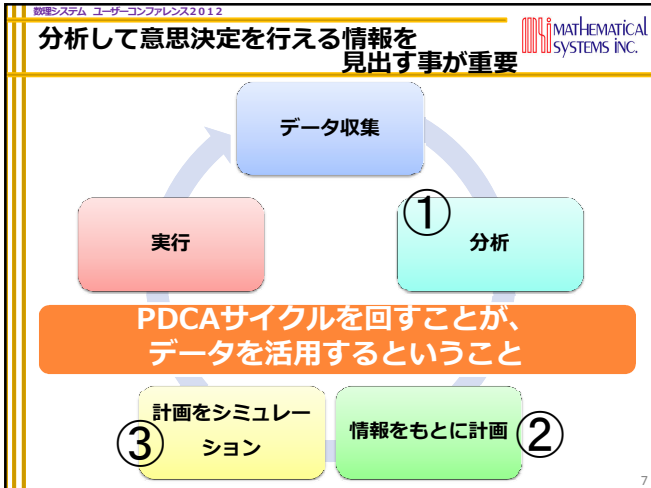 数理システム ユーザーコンファレンス2012
分析して意思決定を行える情報を
見出す事が重要
MATHEMATICAL
SYSTEMS INC.
データ収集
①
分析
実行
PDCAサイクルを回すことが、
データを活用するということ
計画をシミュレー
ション
③
情報をもとに計画
②
7